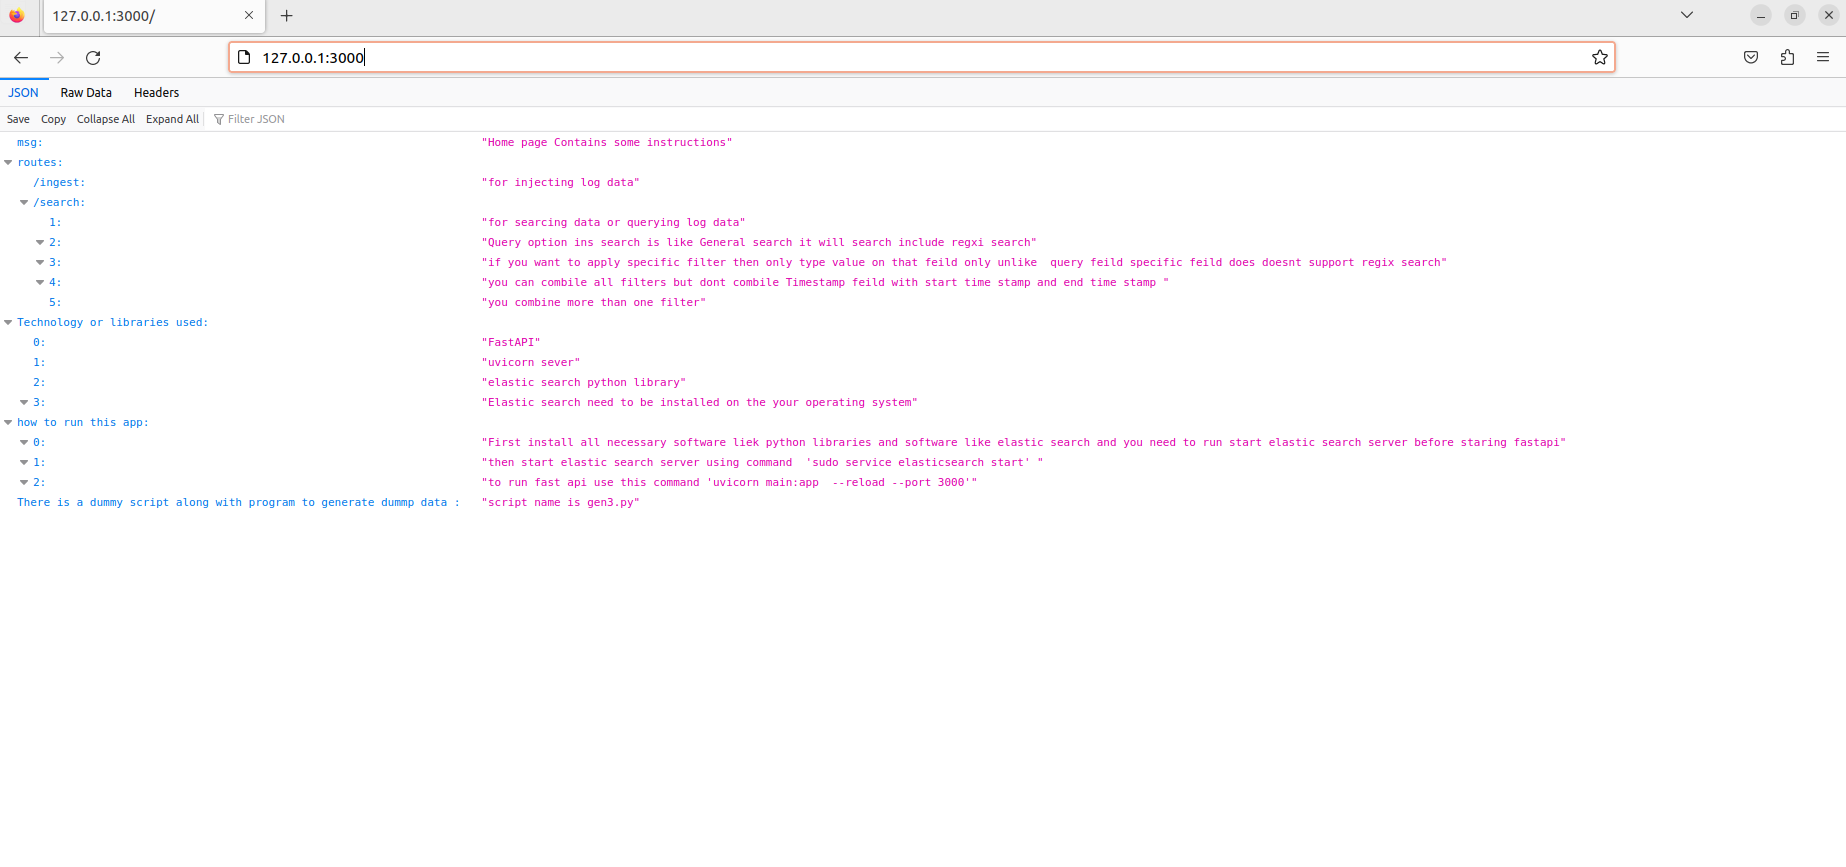 127.0.0.1:3000/
127.0.0.1:3000
JSON Raw Data Headers
Save Copy Collapse All Expand All Filter JSON
msg: "Home page Contains some instructions"
routes:
/ingest: "for injecting log data"
/search:
1: "for searcing data or querying log data"
2: "Query option ins search is like General search it will search include regxi search"
3: "if you want to apply specific filter then only type value on that feild only unlike  query feild specific feild does doesnt support regix search"
4: "you can combile all filters but dont combile Timestamp feild with start time stamp and end time stamp "
5: "you combine more than one filter"
Technology or libraries used:
0: "FastAPI"
1: "uvicorn sever"
2: "elastic search python library"
3: "Elastic search need to be installed on the your operating system"
how to run this app:
0: "First install all necessary software liek python libraries and software like elastic search and you need to run start elastic search server before staring fastapi"
1: "then start elastic search server using command  'sudo service elasticsearch start' "
2: "to run fast api use this command 'uvicorn main:app  --reload --port 3000'"
There is a dummy script along with program to generate dummp data : "script name is gen3.py"